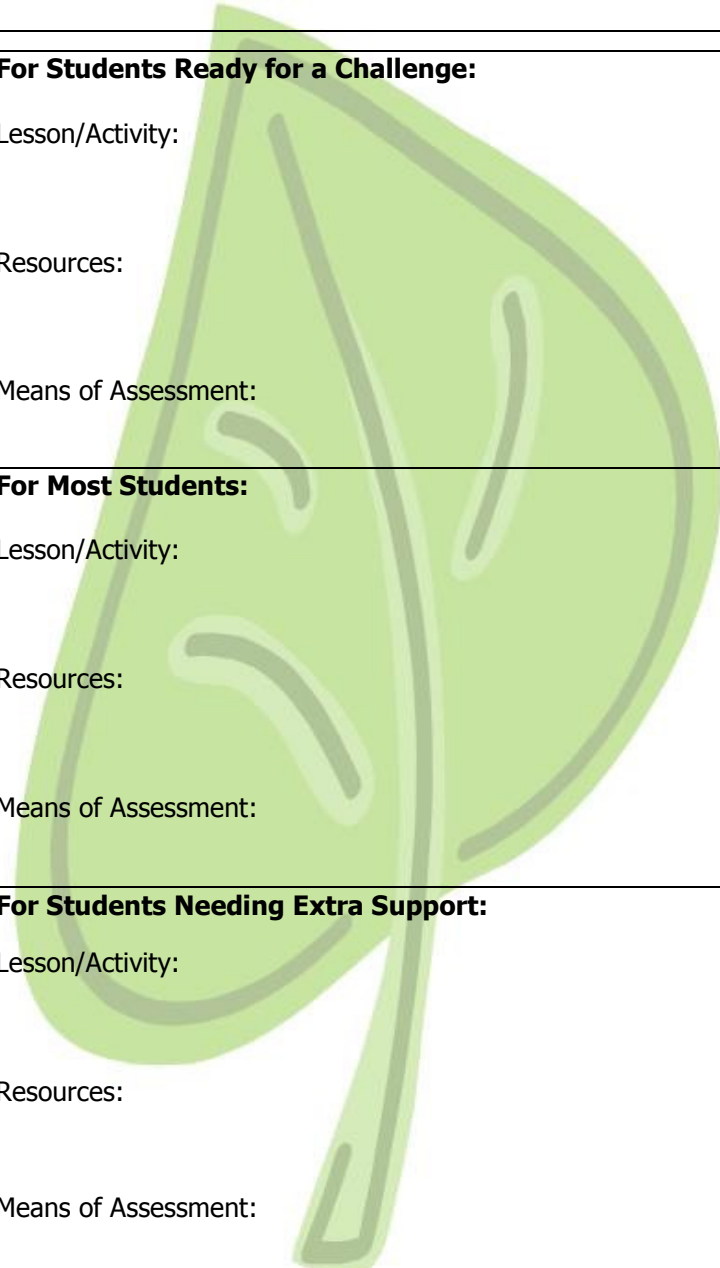 For Students Ready for a Challenge:
Lesson/Activity:
Resources:
Means of Assessment:
For Most Students:
Lesson/Activity:
Resources:
Means of Assessment:
For Students Needing Extra Support:
Lesson/Activity:
Resources:
Means of Assessment: